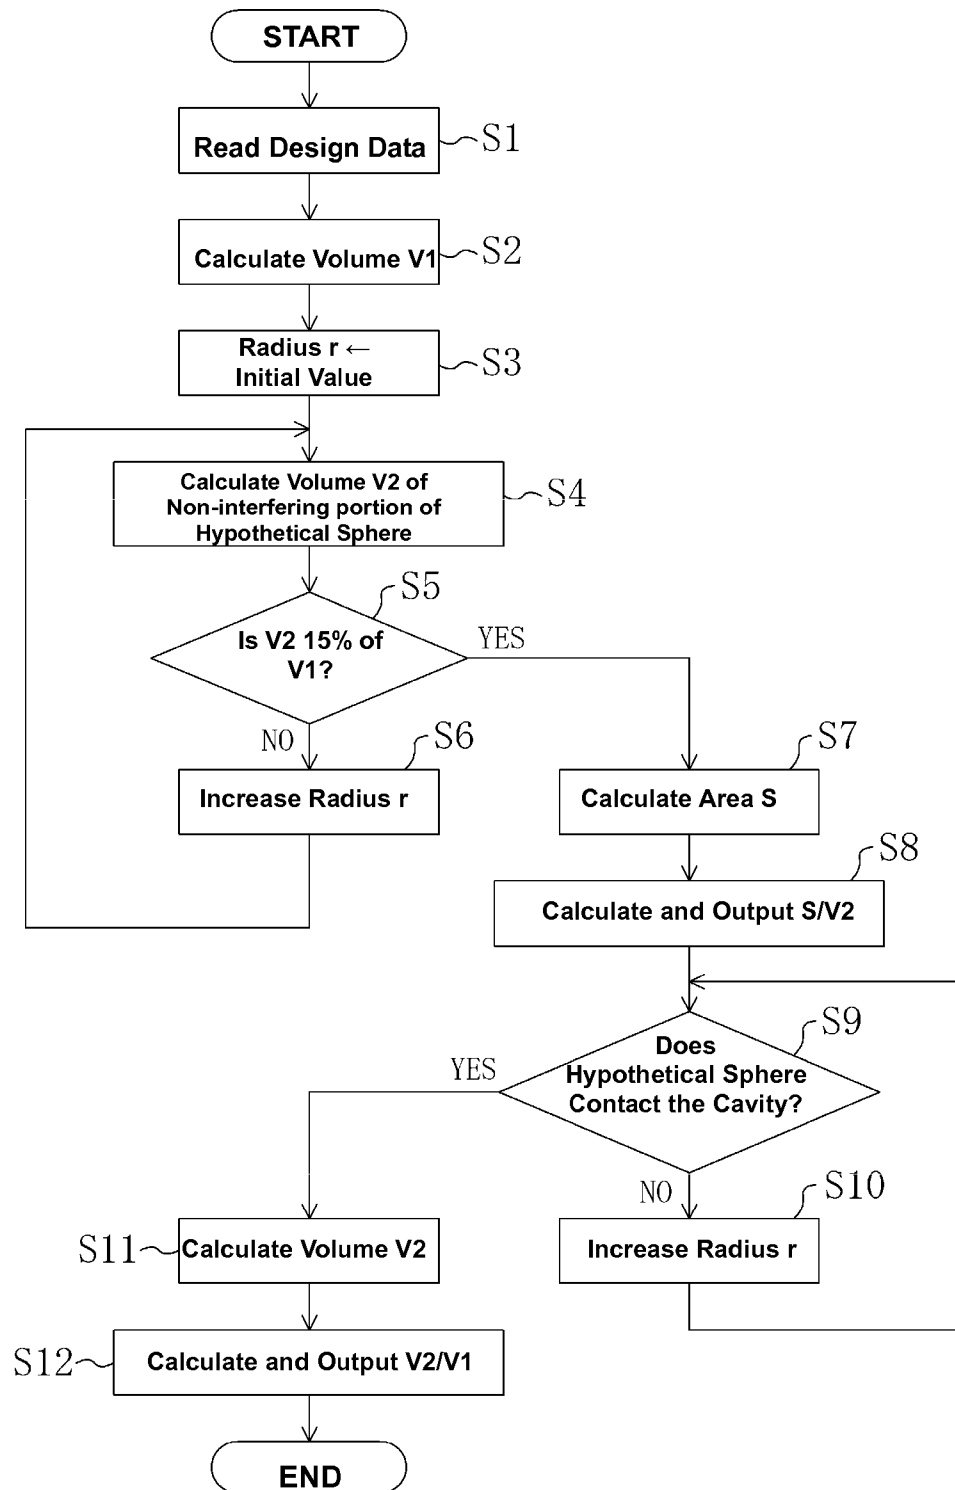 START
Read Design Data
S1
Calculate Volume V1
S2
Radius r ←
Initial Value
S3
Calculate Volume V2 of
Non-interfering portion of
Hypothetical Sphere
S4
S5
Is V2 15% of
V1?
YES
NO
S6
Increase Radius r
S7
Calculate Area S
S8
Calculate and Output S/V2
S9
Does
Hypothetical Sphere
Contact the Cavity?
YES
NO
S10
Increase Radius r
S11
Calculate Volume V2
S12
Calculate and Output V2/V1
END